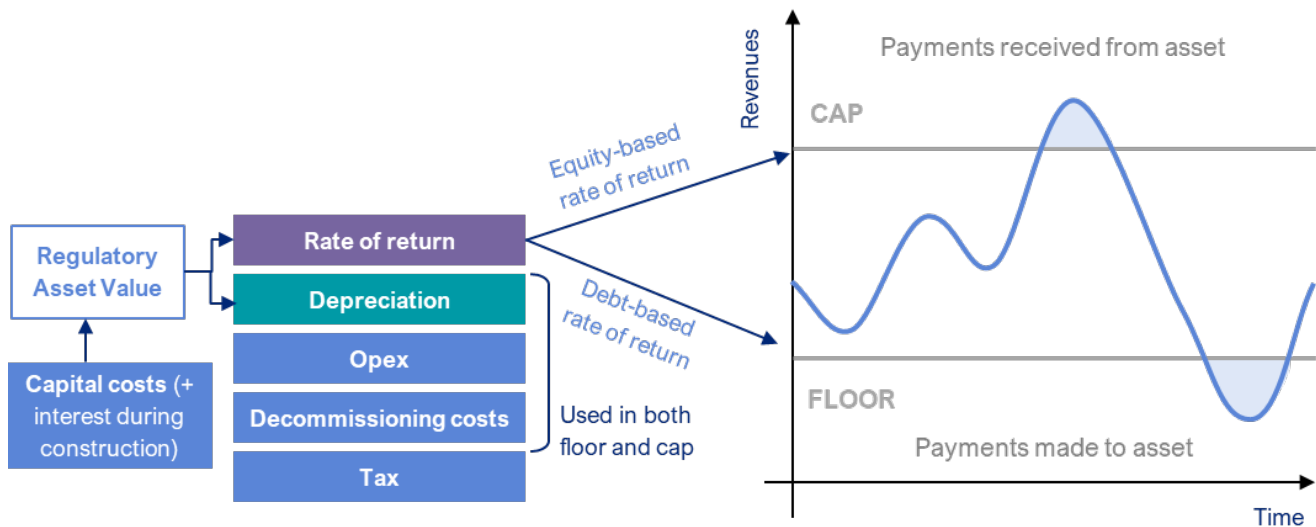 Regulatory
Asset Value
Capital costs (+
interest during
construction)
Rate of return
Depreciation
Opex
Decommissioning costs
Tax
Used in both
floor and cap
Equity-based
rate of return
Debt-based
rate of return
Revenues
Payments received from asset
CAP
FLOOR
Payments made to asset
Time